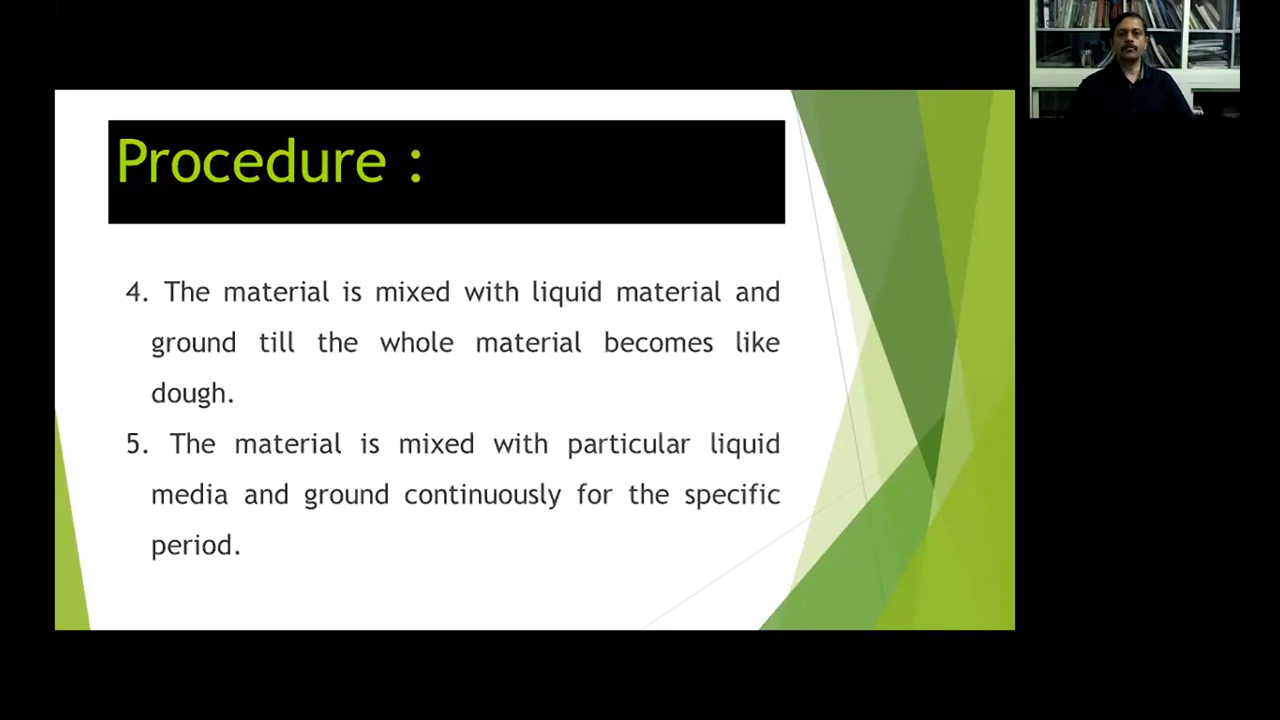 Procedure :
4. The material is mixed with liquid material and
ground till the whole material becomes like
dough.
5. The material is mixed with particular liquid
media and ground continuously for the specific
period.